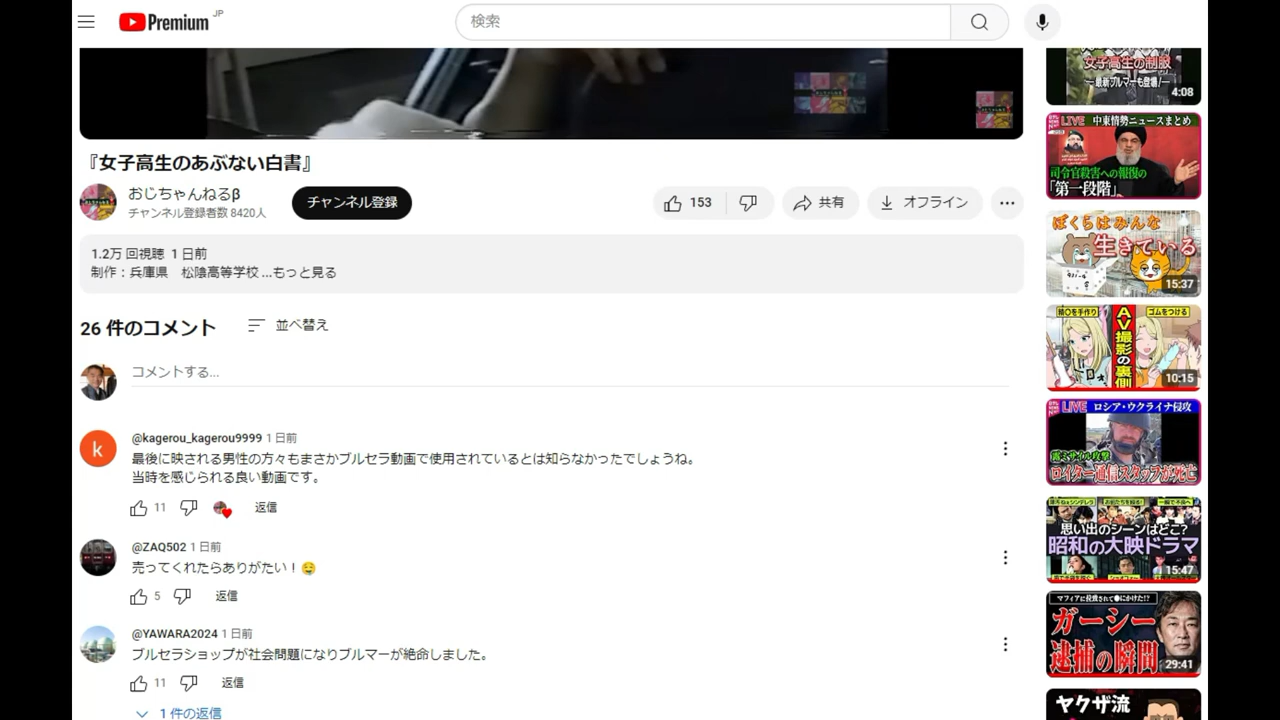 Premium JP
検索
『女子高生のあぶない白書』
おじちゃんねるβ
チャンネル登録者数 8420人
チャンネル登録
153
共有
オフライン
1.2万 回視聴 1 日前
制作：兵庫県　松陰高等学校 ...もっと見る
26 件のコメント
並べ替え
コメントする...
@kagerou_kagerou9999 1 日前
最後に映される男性の方々もまさかブルセラ動画で使用されているとは知らなかったでしょうね。
当時を感じられる良い動画です。
11
返信
@ZAQ502 1 日前
売ってくれたらありがたい！
5
返信
@YAWARA2024 1 日前
ブルセラショップが社会問題になりブルマーが絶命しました。
11
返信
1 件の返信
女子高生の制服
最新ブルマーも登場！
4:08
LIVE 中東情勢ニュースまとめ
司令官殺害への報復の
「第一段階」
ぼくらはみんな
生きている
15:37
ゴムをつける
AV撮影の裏側
10:15
LIVE ロシア・ウクライナ侵攻
露ミサイル攻撃
ロイター通信スタッフが死亡
思い出のシーンはどこ?
昭和の大映ドラマ
15:47
ガーシー
逮捕の瞬間
29:41
ヤクザ流